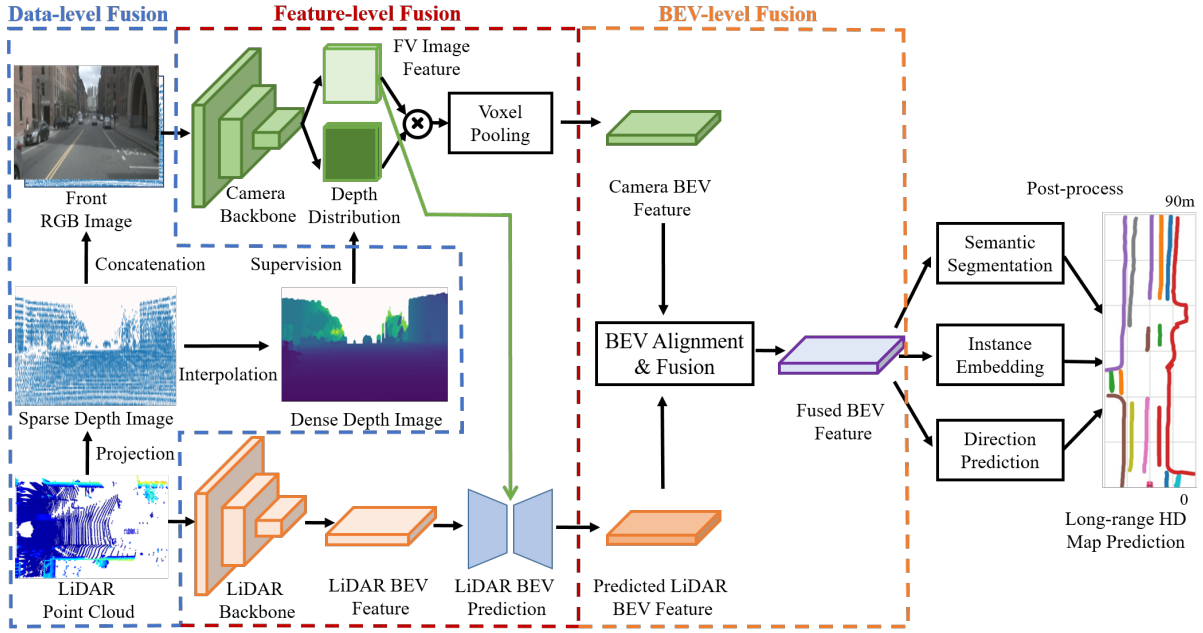 Data-level Fusion
Feature-level Fusion
BEV-level Fusion
FV Image
Feature
Voxel
Pooling
Front
RGB Image
Camera
Backbone
Depth
Distribution
Camera BEV
Feature
Post-process
90m
Concatenation
Supervision
Semantic
Segmentation
BEV Alignment
& Fusion
Instance
Embedding
Interpolation
Sparse Depth Image
Dense Depth Image
Fused BEV
Feature
Direction
Prediction
Projection
0
Long-range HD
Map Prediction
LiDAR
Point Cloud
LiDAR
Backbone
LiDAR BEV
Feature
LiDAR BEV
Prediction
Predicted LiDAR
BEV Feature